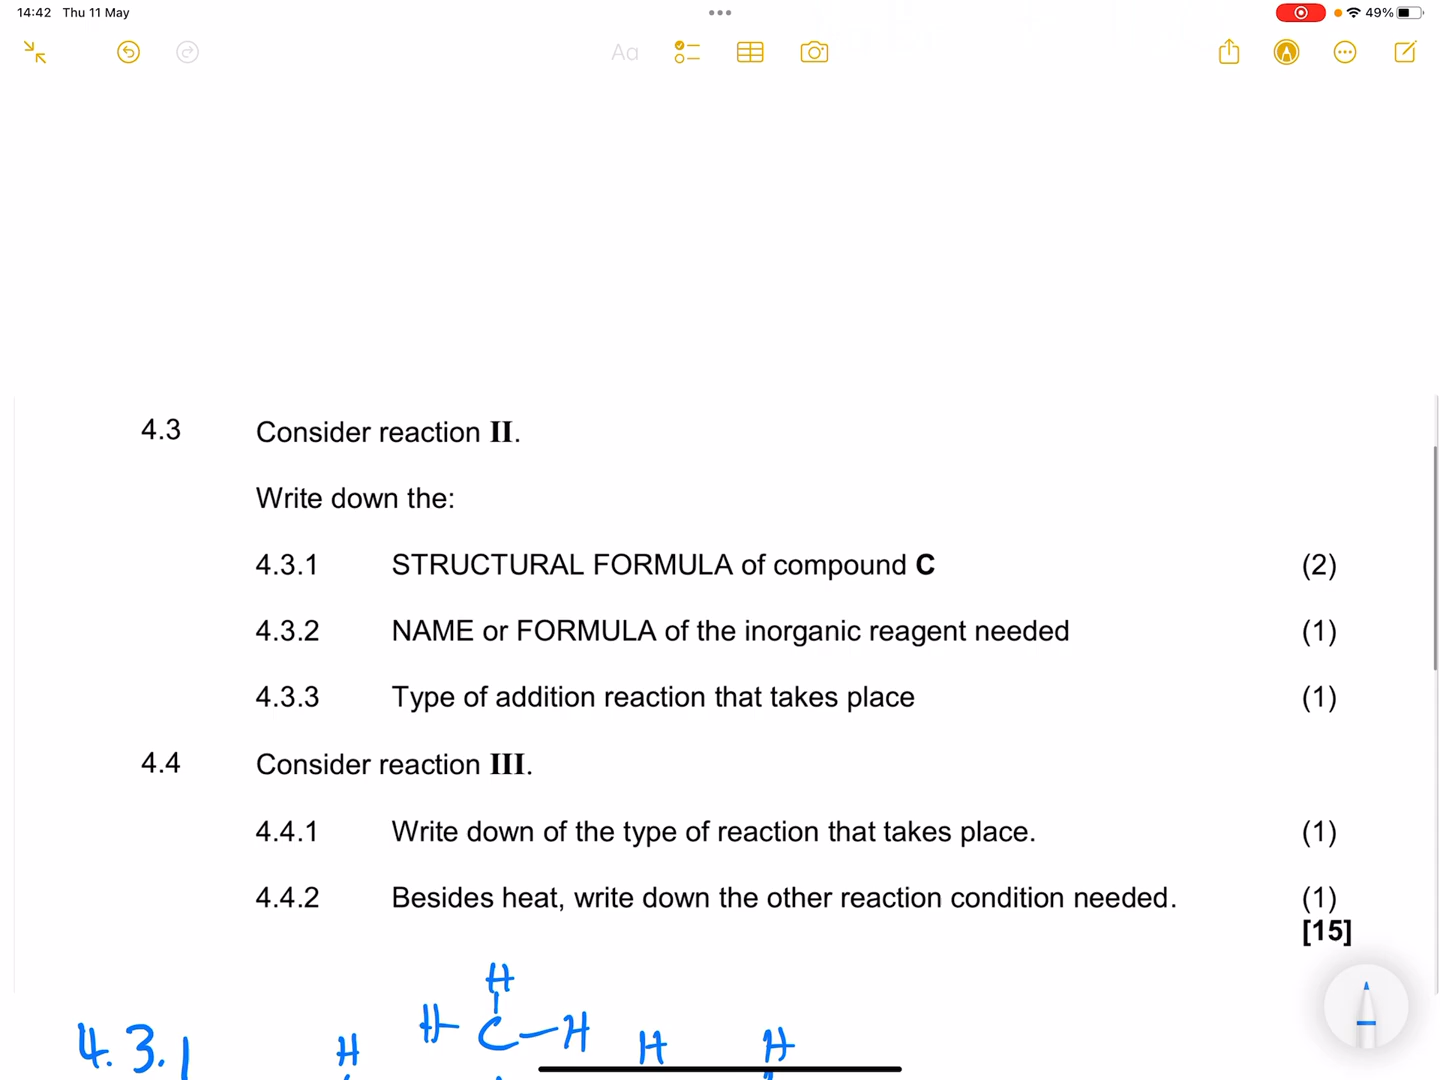 14:42 Thu 11 May 49%
Aa
4.3 Consider reaction II.
Write down the:
4.3.1 STRUCTURAL FORMULA of compound C (2)
4.3.2 NAME or FORMULA of the inorganic reagent needed (1)
4.3.3 Type of addition reaction that takes place (1)
4.4 Consider reaction III.
4.4.1 Write down of the type of reaction that takes place. (1)
4.4.2 Besides heat, write down the other reaction condition needed. (1)
[15]
H
H C H
4.3.1 H H H